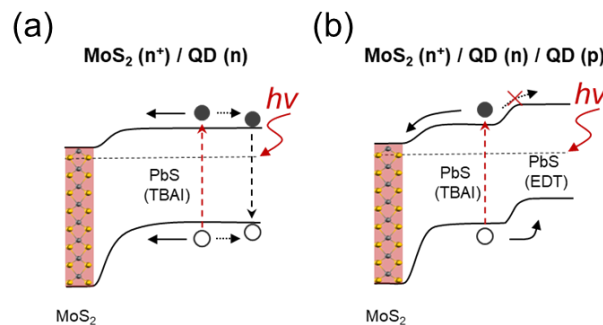 (a)
MoS₂ (n⁺) / QD (n)
hν
PbS
(TBAI)
MoS₂
(b)
MoS₂ (n⁺) / QD (n) / QD (p)
hν
PbS
(TBAI)
PbS
(EDT)
MoS₂